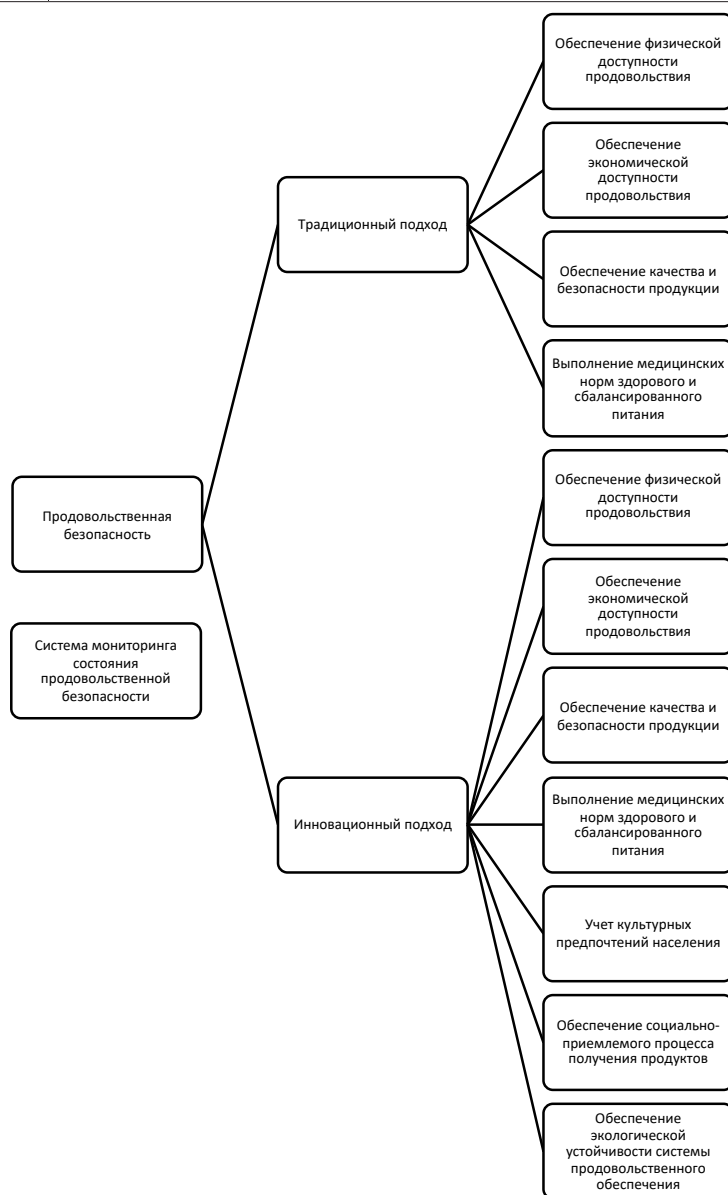 Обеспечение физической
доступности
продовольствия
Обеспечение
экономической
доступности
продовольствия
Традиционный подход
Обеспечение качества и
безопасности продукции
Выполнение медицинских
норм здорового и
сбалансированного
питания
Продовольственная
безопасность
Система мониторинга
состояния
продовольственной
безопасности
Обеспечение физической
доступности
продовольствия
Обеспечение
экономической
доступности
продовольствия
Обеспечение качества и
безопасности продукции
Инновационный подход
Выполнение медицинских
норм здорового и
сбалансированного
питания
Учет культурных
предпочтений населения
Обеспечение социально-
приемлемого процесса
получения продуктов
Обеспечение
экологической
устойчивости системы
продовольственного
обеспечения